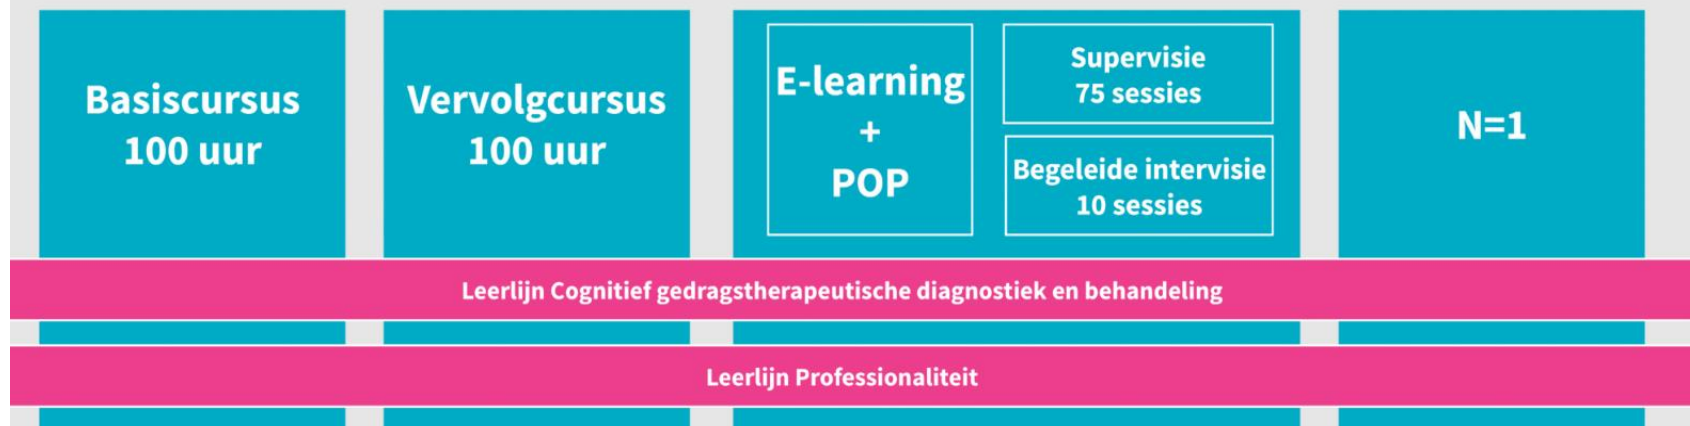 Basiscursus
100 uur
Vervolgcursus
100 uur
E-learning
+
POP
Supervisie
75 sessies
Begeleide intervisie
10 sessies
N=1
Leerlijn Cognitief gedragstherapeutische diagnostiek en behandeling
Leerlijn Professionaliteit